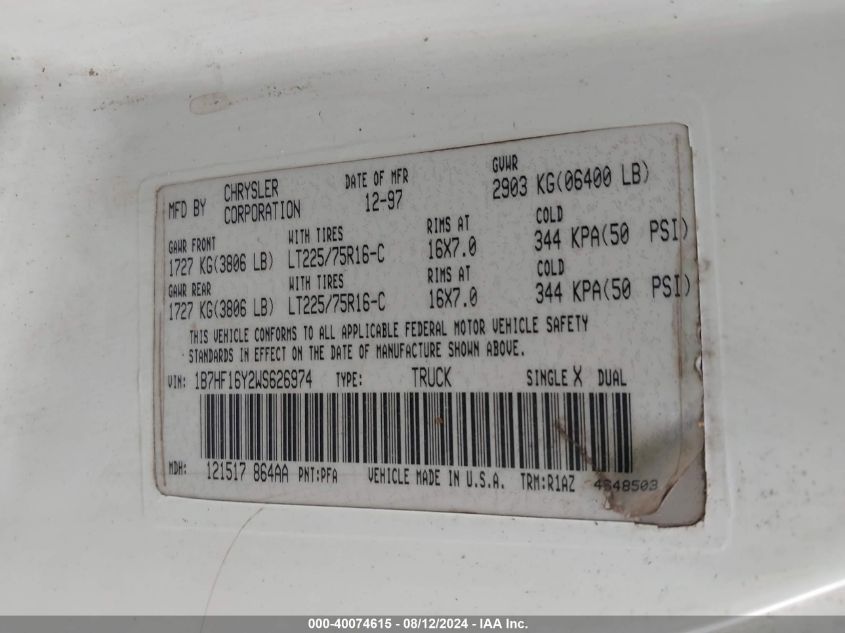 MFD BY CHRYSLER CORPORATION DATE OF MFR 12-97 GVWR 2903 KG(06400 LB)
GAWR FRONT WITH TIRES RIMS AT COLD
1727 KG(3806 LB) LT225/75R16-C 16X7.0 344 KPA(50 PSI)
GAWR REAR WITH TIRES RIMS AT COLD
1727 KG(3806 LB) LT225/75R16-C 16X7.0 344 KPA(50 PSI)
THIS VEHICLE CONFORMS TO ALL APPLICABLE FEDERAL MOTOR VEHICLE SAFETY
STANDARDS IN EFFECT ON THE DATE OF MANUFACTURE SHOWN ABOVE.
VIN: 1B7HF16Y2WS626974 TYPE: TRUCK SINGLE X DUAL
MDH: 121517 864AA PNT:PFA VEHICLE MADE IN U.S.A. TRM:R1AZ 4648503
000-40074615 - 08/12/2024 - IAA Inc.